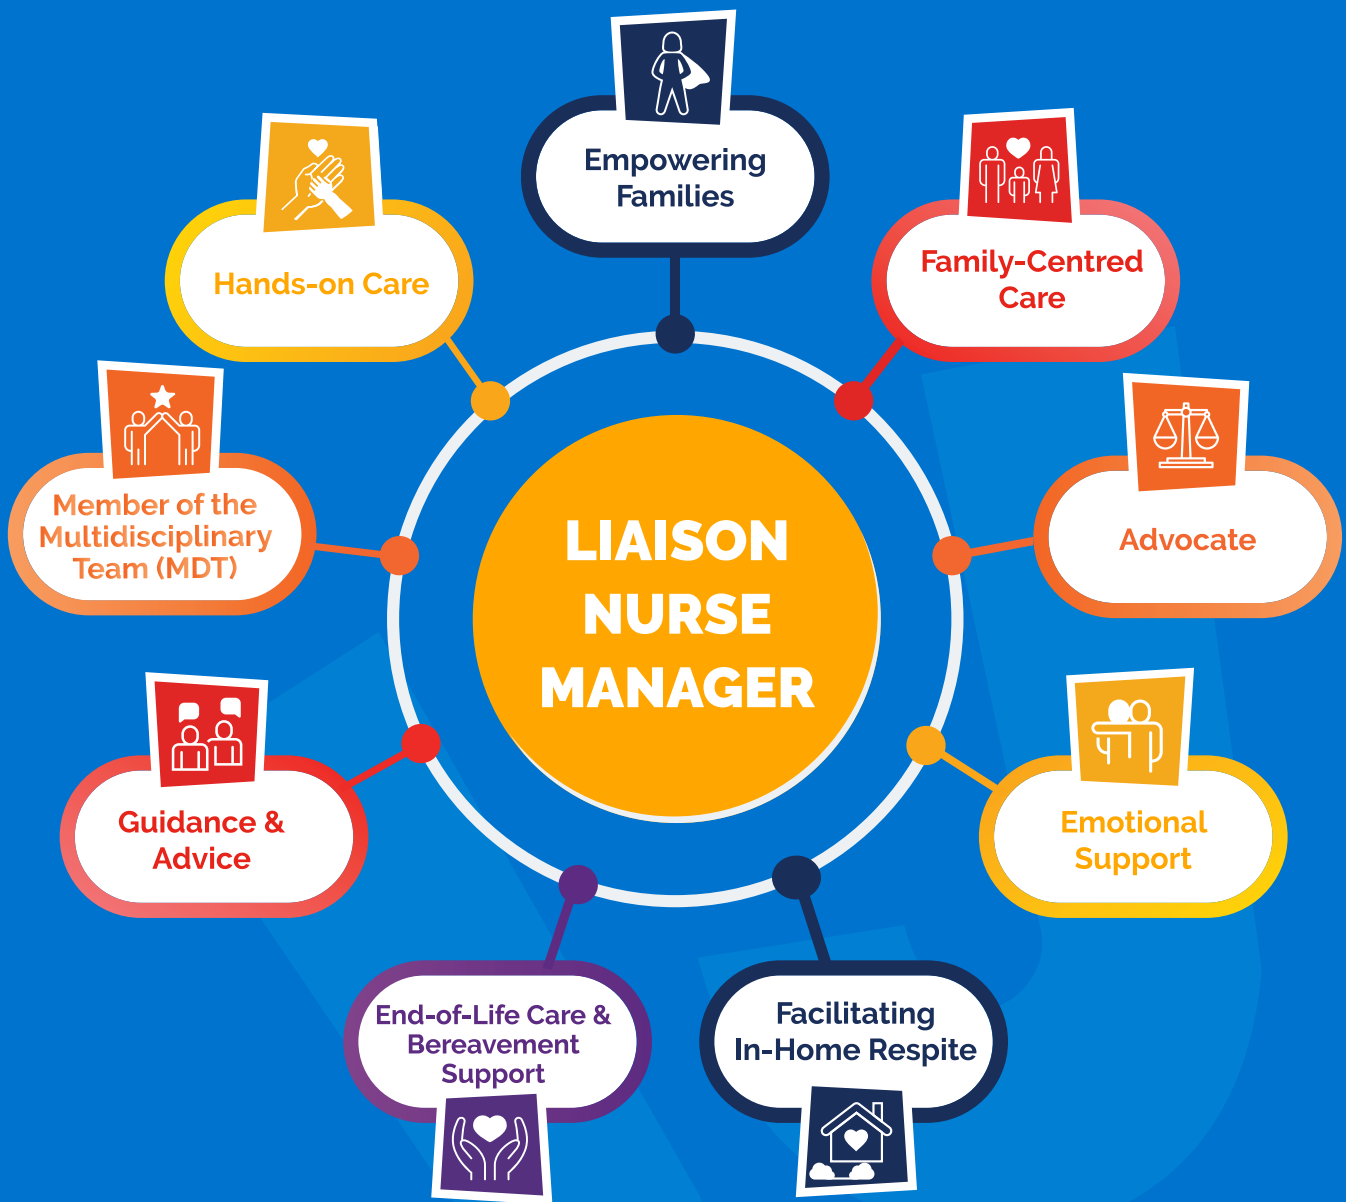 Empowering
Families
Family-Centred
Care
Advocate
Emotional
Support
Facilitating
In-Home Respite
End-of-Life Care &
Bereavement
Support
Guidance &
Advice
Member of the
Multidisciplinary
Team (MDT)
Hands-on Care
LIAISON
NURSE
MANAGER